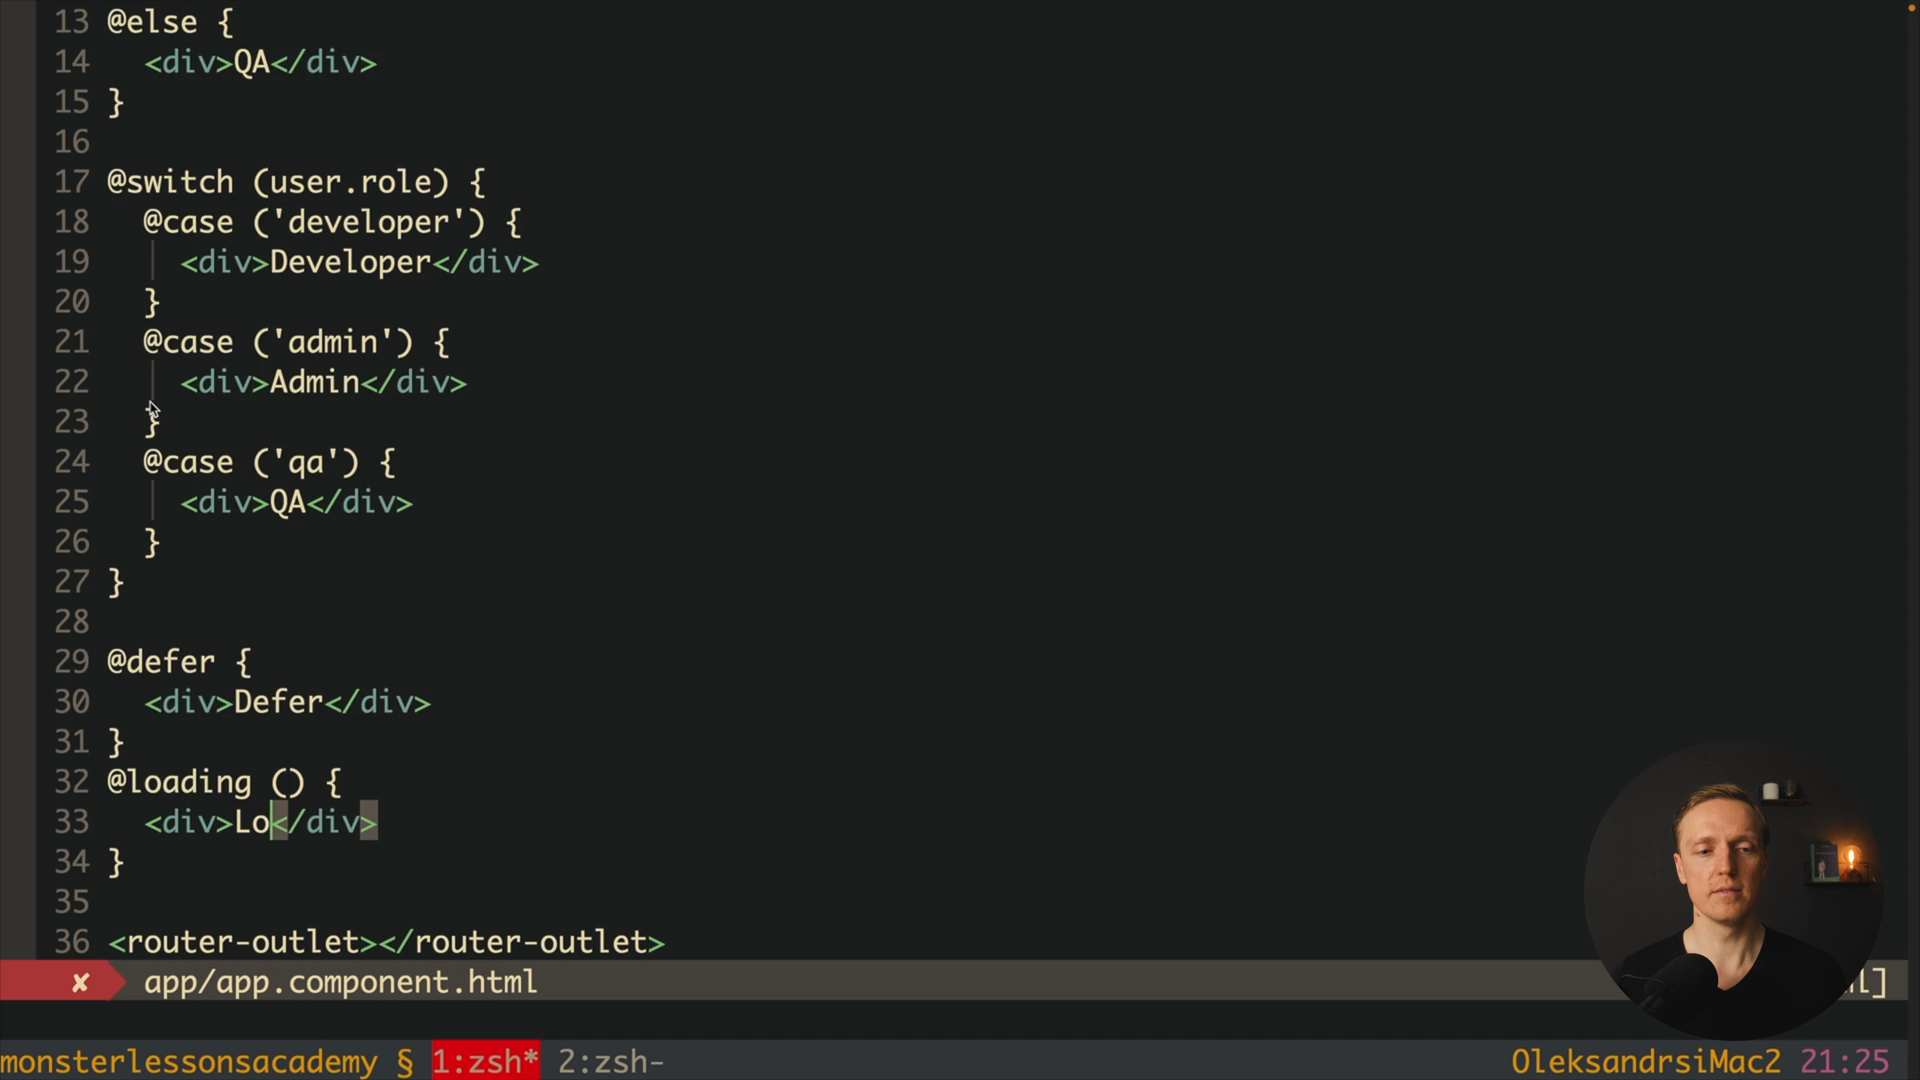 13 @else {
14 <div>QA</div>
15 }
16
17 @switch (user.role) {
18 @case ('developer') {
19 <div>Developer</div>
20 }
21 @case ('admin') {
22 <div>Admin</div>
23 }
24 @case ('qa') {
25 <div>QA</div>
26 }
27 }
28
29 @defer {
30 <div>Defer</div>
31 }
32 @loading () {
33 <div>Lo</div>
34 }
35
36 <router-outlet></router-outlet>
✘ app/app.component.html
monsterlessonsacademy § 1:zsh* 2:zsh- OleksandrsiMac2 21:25